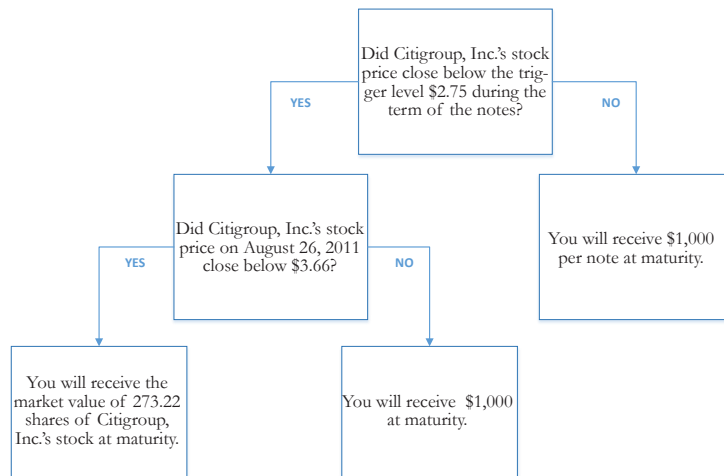 Did Citigroup, Inc.'s stock
price close below the trig-
ger level $2.75 during the
term of the notes?
YES
NO
Did Citigroup, Inc.'s stock
price on August 26, 2011
close below $3.66?
You will receive $1,000
per note at maturity.
YES
NO
You will receive the
market value of 273.22
shares of Citigroup,
Inc.'s stock at maturity.
You will receive $1,000
at maturity.